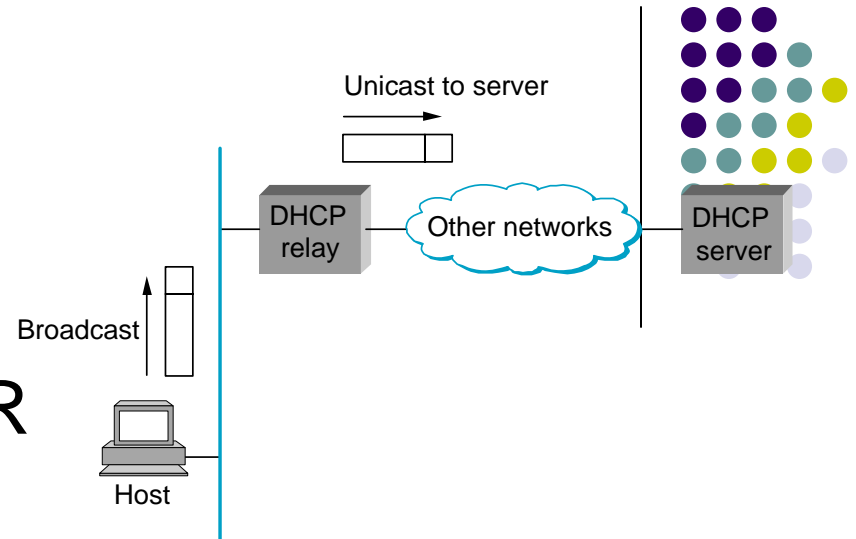 Unicast to server
DHCP
relay
Other networks
DHCP
server
Broadcast
R
Host